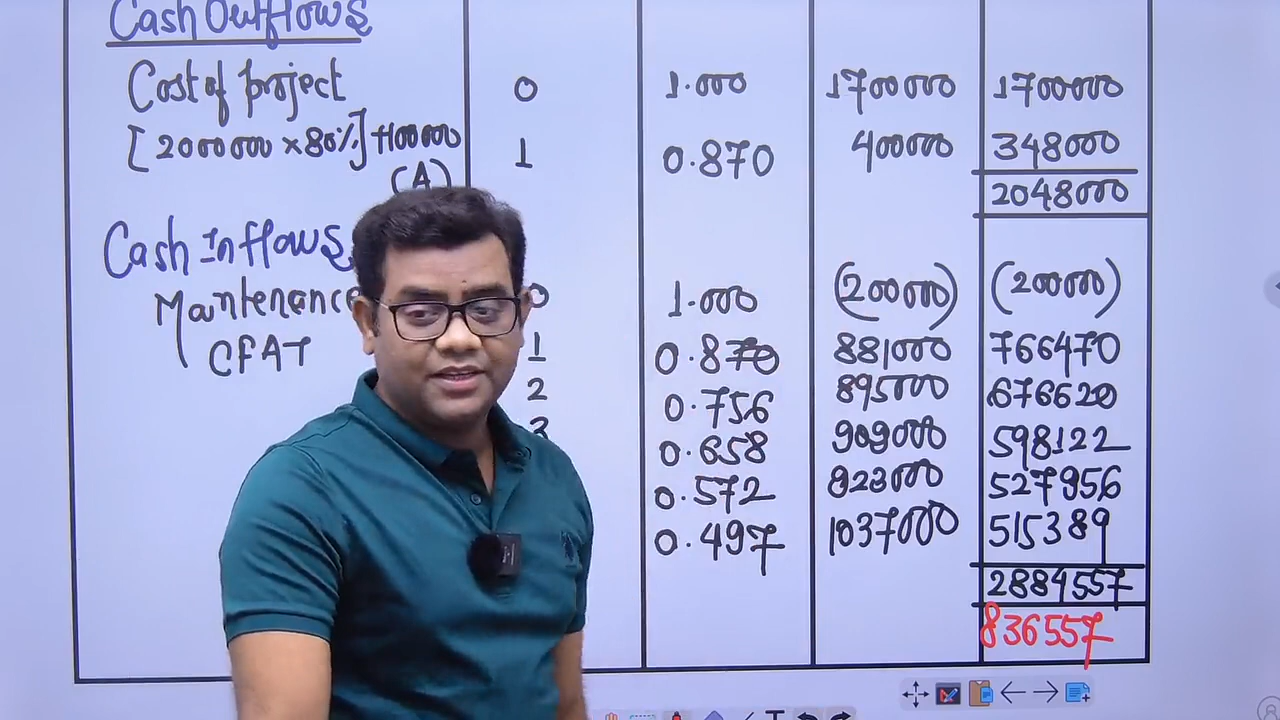 Cash Outflows
Cost of project 0 1.000 1700000 1700000
[2000000 × 80%] + 100000
(A) 1 0.870 400000 348000
2048000
Cash Inflows
Maintenance 0 1.000 (200000) (200000)
CFAT 1 0.870 881000 766470
2 0.756 895000 676620
3 0.658 909000 598122
0.572 923000 527956
0.497 1037000 515389
2884557
836557